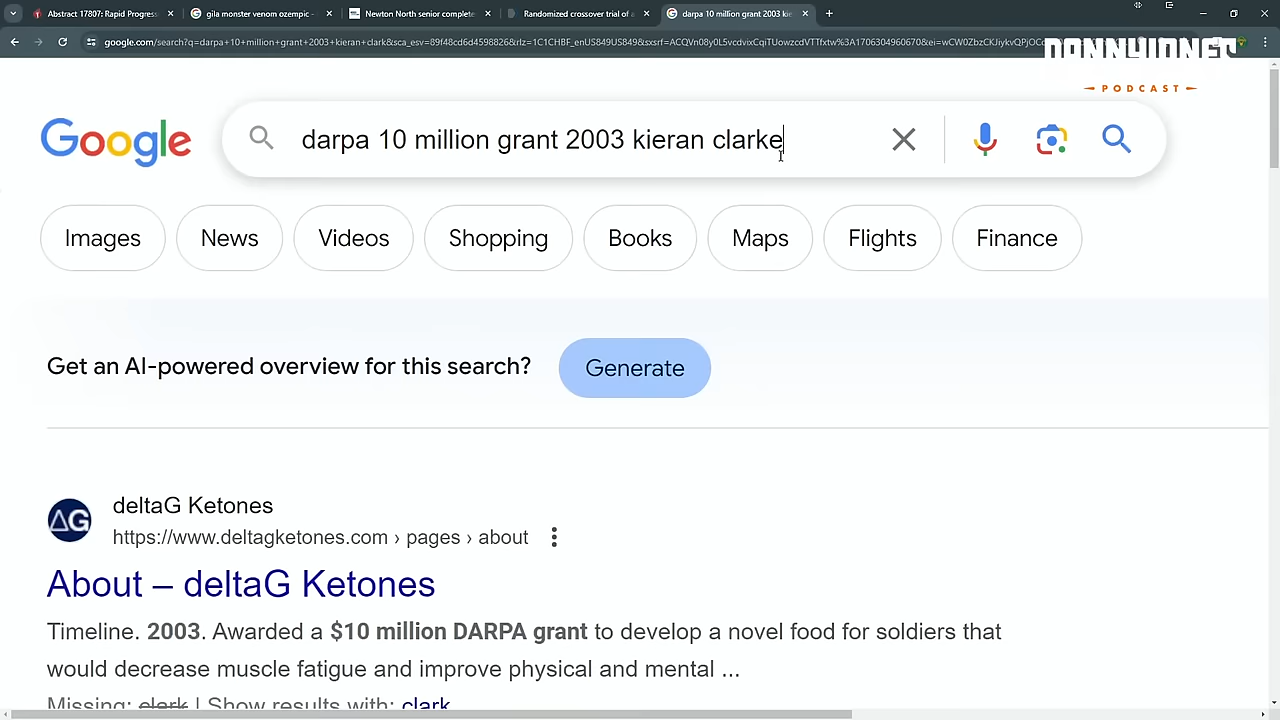 Abstract 17807: Rapid Progress
gila monster venom ozempic -
Newton North senior complete
Randomized crossover trial of a
darpa 10 million grant 2003 kie
DANNY JONES
PODCAST
Google
darpa 10 million grant 2003 kieran clarke
Images
News
Videos
Shopping
Books
Maps
Flights
Finance
Get an AI-powered overview for this search?
Generate
ΔG
deltaG Ketones
https://www.deltagketones.com › pages › about
About – deltaG Ketones
Timeline. 2003. Awarded a $10 million DARPA grant to develop a novel food for soldiers that
would decrease muscle fatigue and improve physical and mental ...
Missing: clerk | Show results with: clark